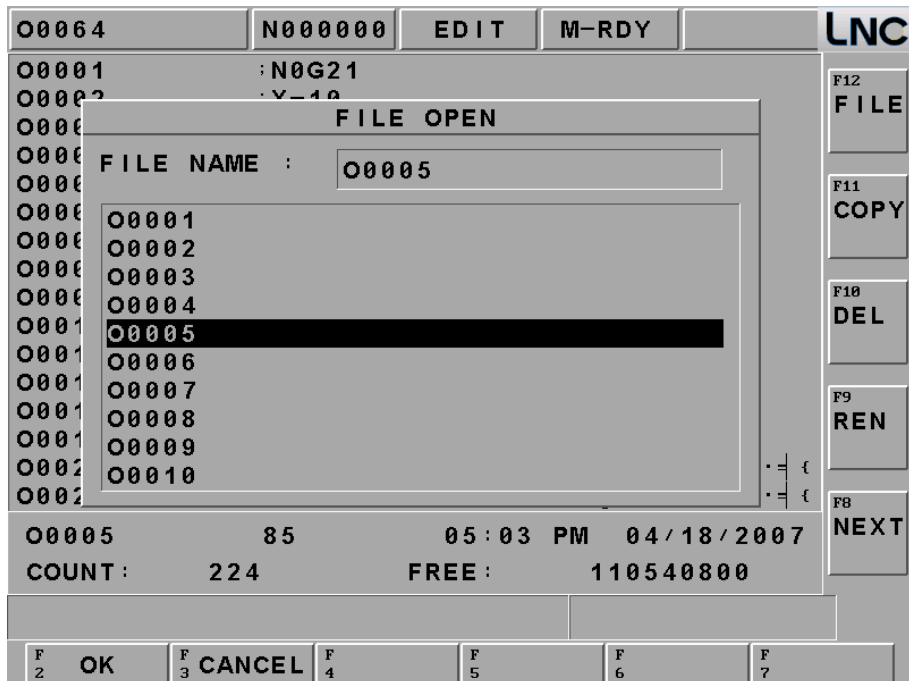 O0064 N000000 EDIT M-RDY LNC
O0001 ;N0G21
O0002 ;X-10
FILE OPEN
FILE NAME : O0005
O0001
O0002
O0003
O0004
O0005
O0006
O0007
O0008
O0009
O0010
O0005 85 05:03 PM 04/18/2007
COUNT: 224 FREE: 110540800
F12
FILE
F11
COPY
F10
DEL
F9
REN
F8
NEXT
F2 OK F3 CANCEL F4 F5 F6 F7